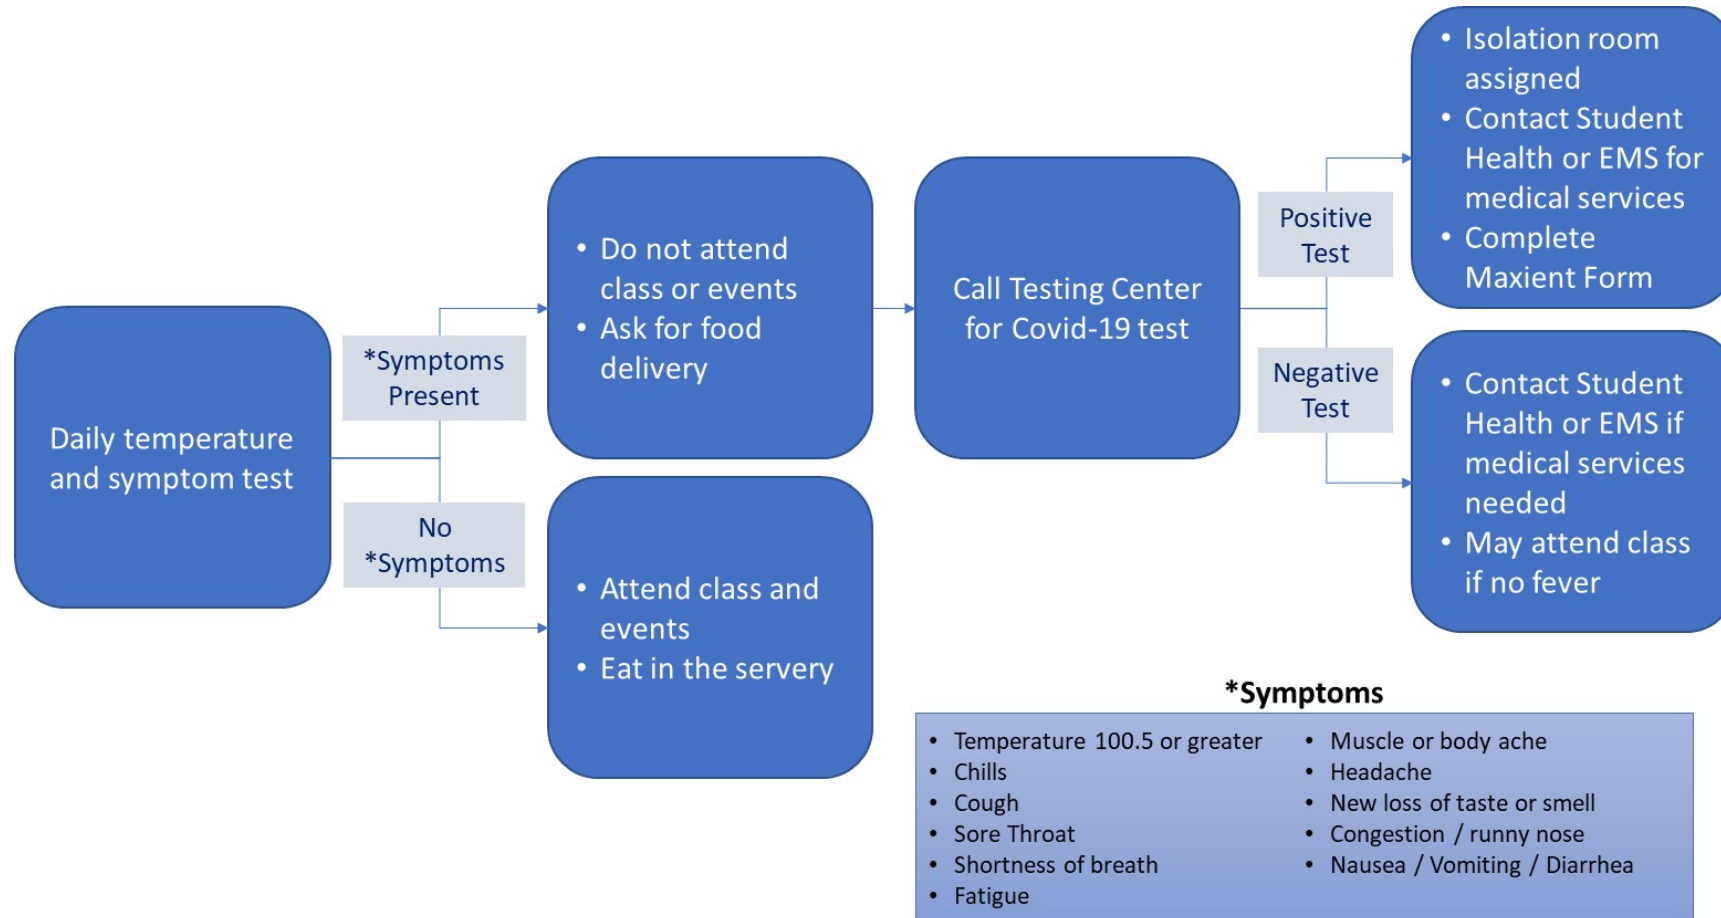 Daily temperature
and symptom test
*Symptoms
Present
No
*Symptoms
• Do not attend
class or events
• Ask for food
delivery
• Attend class and
events
• Eat in the servery
Call Testing Center
for Covid-19 test
Positive
Test
Negative
Test
• Isolation room
assigned
• Contact Student
Health or EMS for
medical services
• Complete
Maxient Form
• Contact Student
Health or EMS if
medical services
needed
• May attend class
if no fever
*Symptoms
• Temperature 100.5 or greater
• Chills
• Cough
• Sore Throat
• Shortness of breath
• Fatigue
• Muscle or body ache
• Headache
• New loss of taste or smell
• Congestion / runny nose
• Nausea / Vomiting / Diarrhea